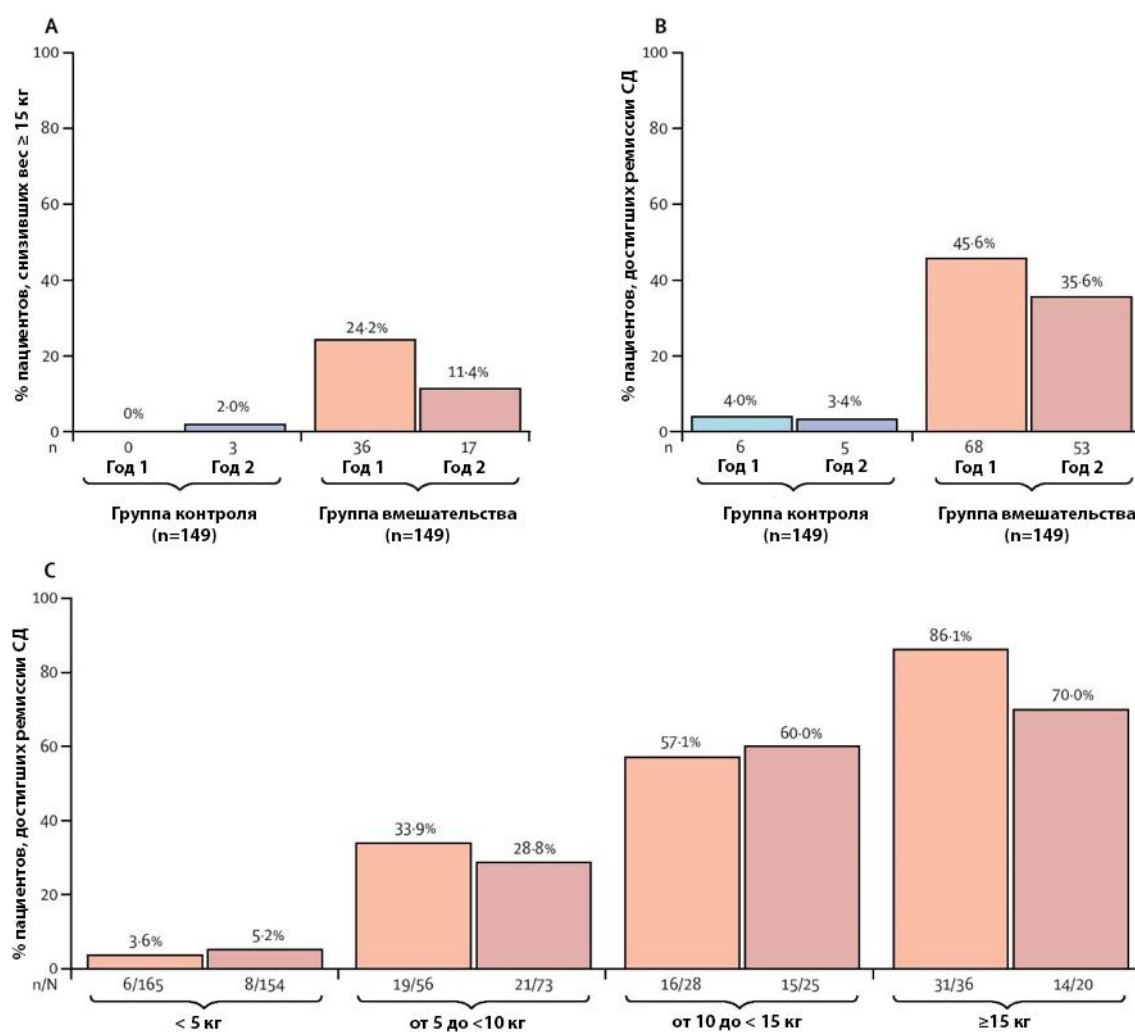 A
% пациентов, снизивших вес ≥ 15 кг
100
80
60
40
20
0
0%
2·0%
24·2%
11·4%
n
0
3
36
17
Год 1
Год 2
Год 1
Год 2
Группа контроля
(n=149)
Группа вмешательства
(n=149)
B
% пациентов, достигших ремиссии СД
100
80
60
40
20
0
4·0%
3·4%
45·6%
35·6%
n
6
5
68
53
Год 1
Год 2
Год 1
Год 2
Группа контроля
(n=149)
Группа вмешательства
(n=149)
C
% пациентов, достигших ремиссии СД
100
80
60
40
20
0
3·6%
5·2%
33·9%
28·8%
57·1%
60·0%
86·1%
70·0%
n/N
6/165
8/154
19/56
21/73
16/28
15/25
31/36
14/20
< 5 кг
от 5 до <10 кг
от 10 до < 15 кг
≥15 кг